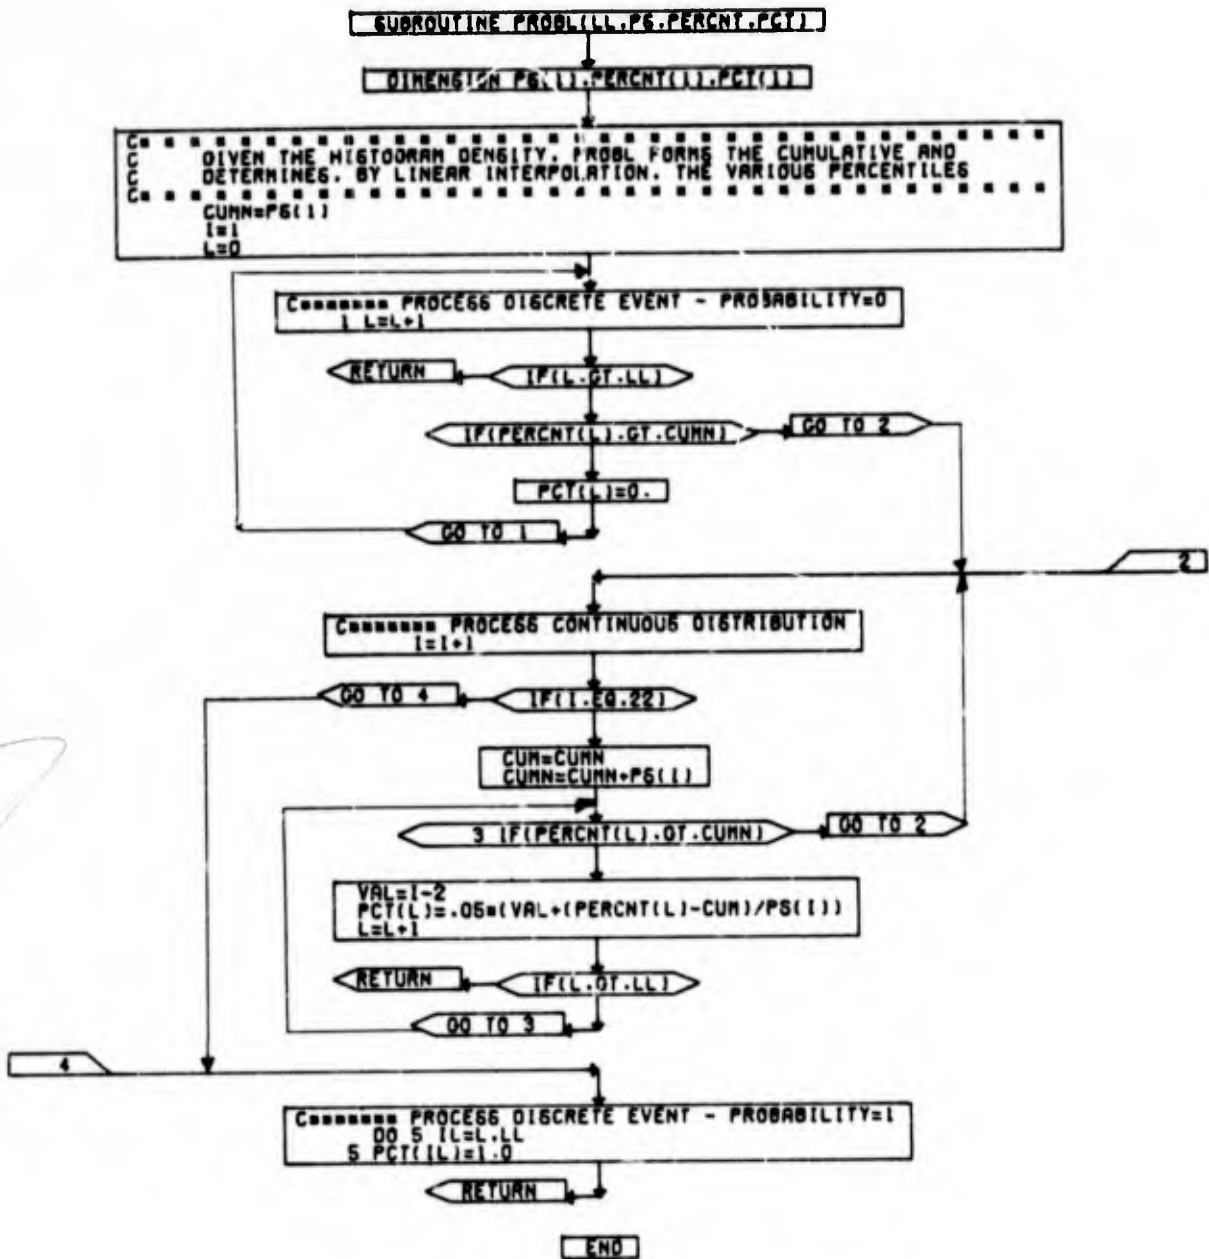 SUBROUTINE PROBL(LL,PS,PERCNT,PCT)
DIMENSION PS(1),PERCNT(1),PCT(1)
C* * * * * * * * * * * * * * * * * * * * * * * * * * * * * *
C GIVEN THE HISTOGRAM DENSITY, PROBL FORMS THE CUMULATIVE AND
C DETERMINES, BY LINEAR INTERPOLATION, THE VARIOUS PERCENTILES
C* * * * * * * * * * * * * * * * * * * * * * * * * * * * * *
CUMN=PS(1)
I=1
L=0
C******* PROCESS DISCRETE EVENT - PROBABILITY=0
1 L=L+1
RETURN IF(L.GT.LL)
IF(PERCNT(L).GT.CUMN) GO TO 2
PCT(L)=0.
GO TO 1
2
C******* PROCESS CONTINUOUS DISTRIBUTION
I=I+1
GO TO 4 IF(I.EQ.22)
CUM=CUMN
CUMN=CUMN+PS(I)
3 IF(PERCNT(L).GT.CUMN) GO TO 2
VAL=I-2
PCT(L)=.05*(VAL+(PERCNT(L)-CUM)/PS(I))
L=L+1
RETURN IF(L.GT.LL)
GO TO 3
4
C******* PROCESS DISCRETE EVENT - PROBABILITY=1
DO 5 IL=L,LL
5 PCT(IL)=1.0
RETURN
END